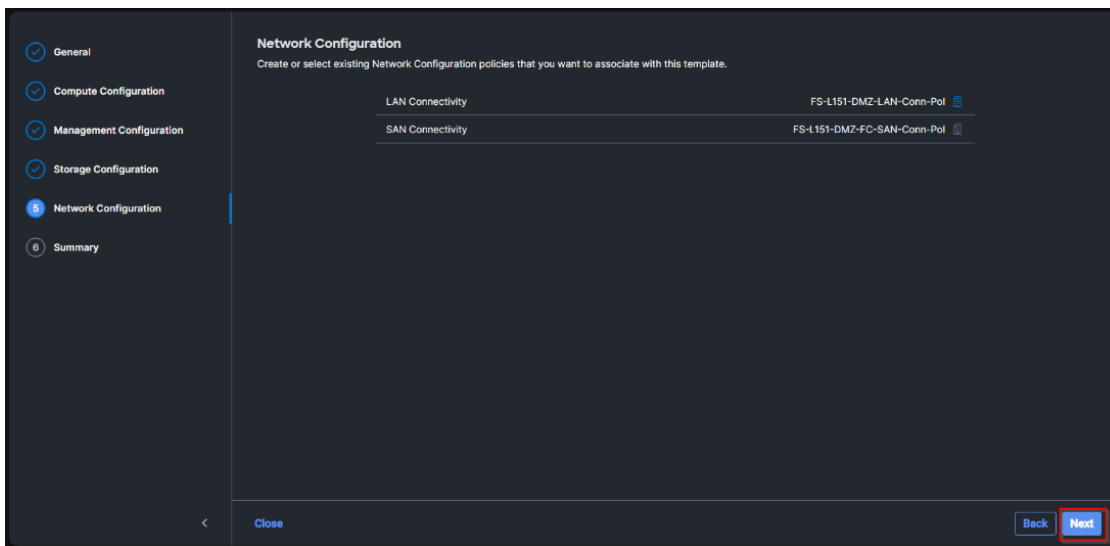 General
Compute Configuration
Management Configuration
Storage Configuration
5 Network Configuration
6 Summary
Network Configuration
Create or select existing Network Configuration policies that you want to associate with this template.
LAN Connectivity FS-L151-DMZ-LAN-Conn-Pol
SAN Connectivity FS-L151-DMZ-FC-SAN-Conn-Pol
Close Back Next